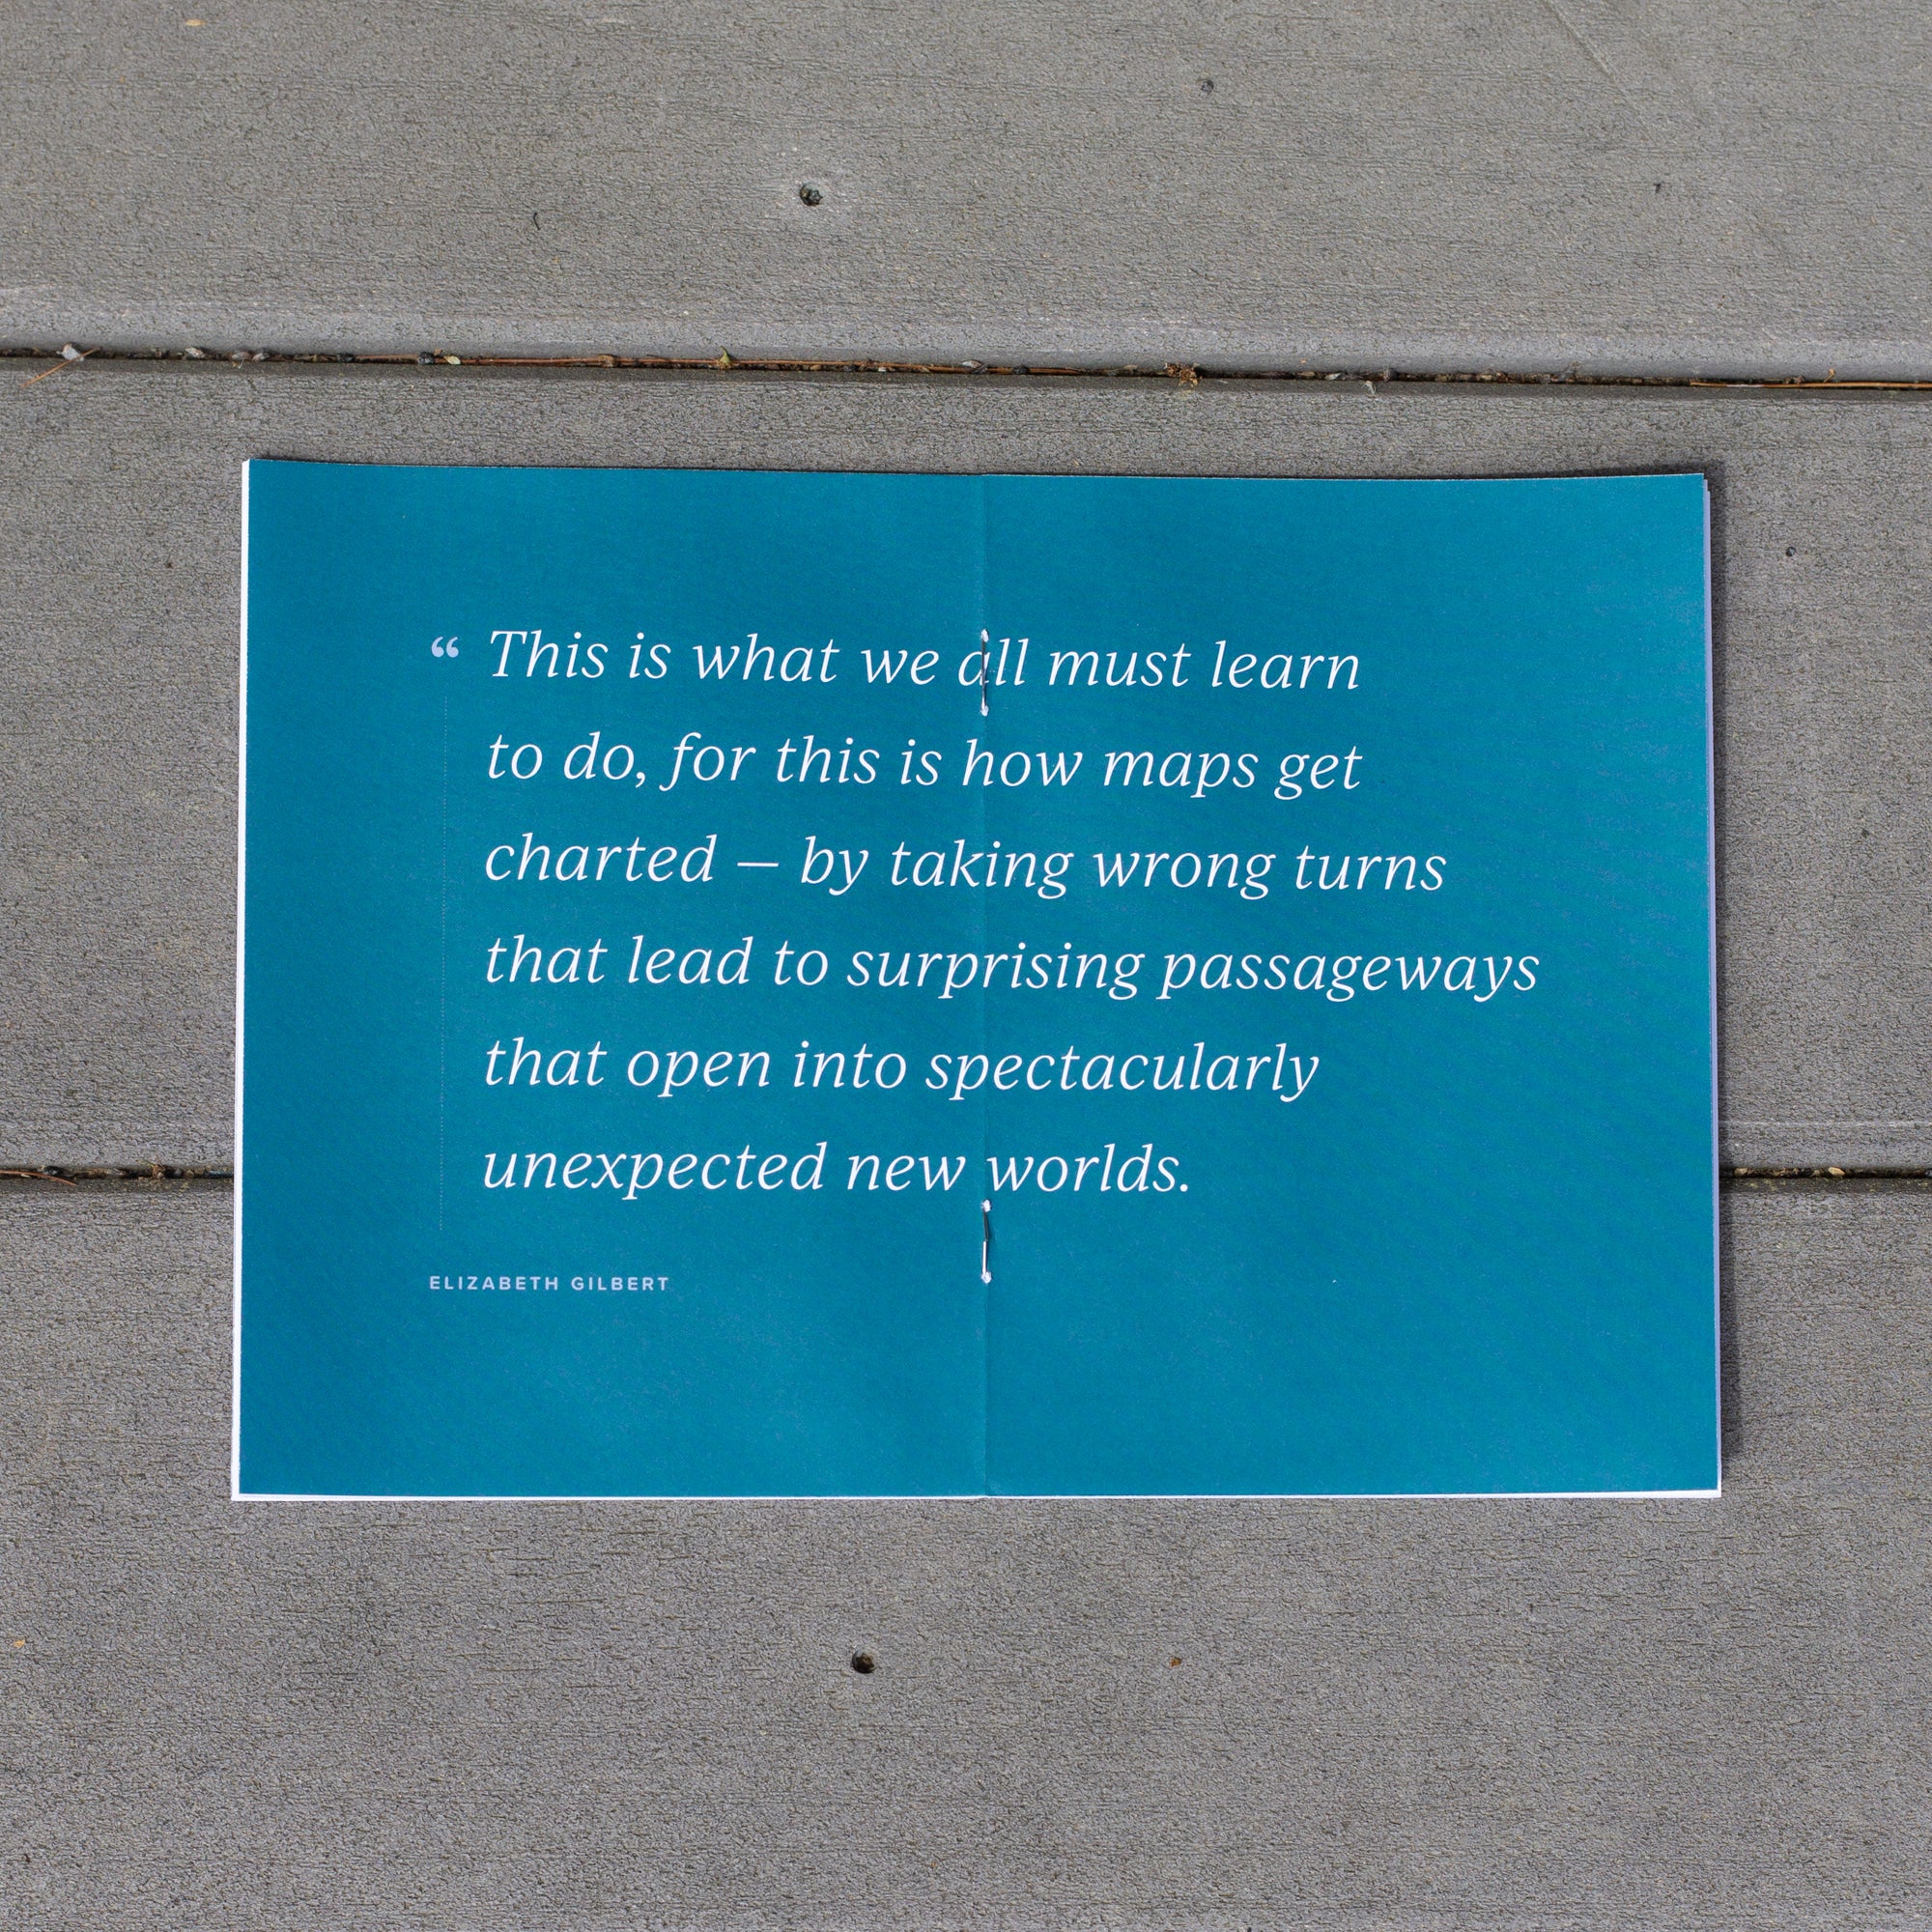 “ This is what we all must learn
to do, for this is how maps get
charted – by taking wrong turns
that lead to surprising passageways
that open into spectacularly
unexpected new worlds.
ELIZABETH GILBERT